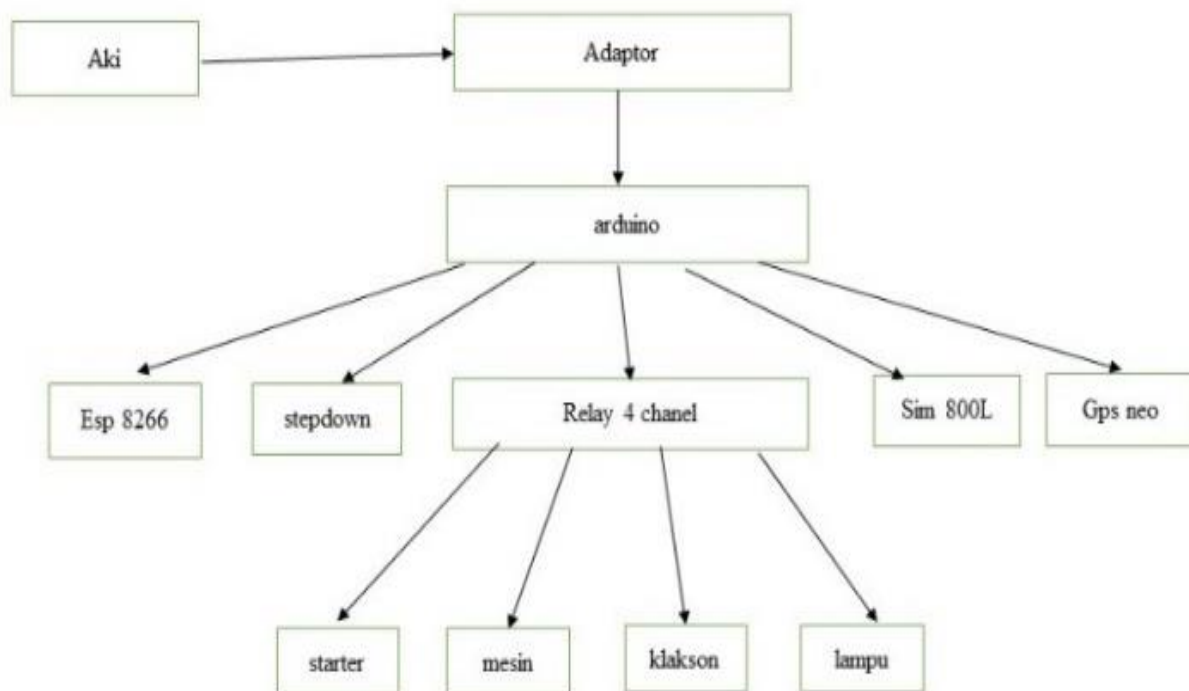 Aki
Adaptor
arduino
Esp 8266
stepdown
Relay 4 chanel
Sim 800L
Gps neo
starter
mesin
klakson
lampu